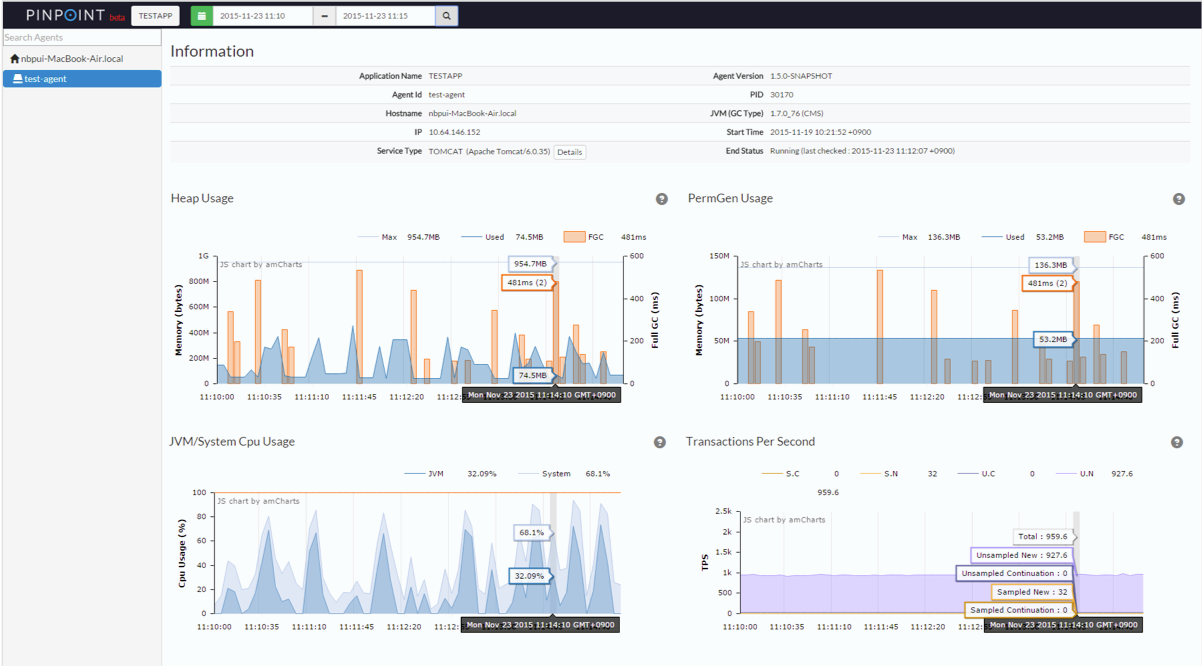 PINPOINT beta TESTAPP 2015-11-23 11:10 – 2015-11-23 11:15
Search Agents
nbpui-MacBook-Air.local
test-agent
Information
Application Name TESTAPP Agent Version 1.5.0-SNAPSHOT
Agent Id test-agent PID 30170
Hostname nbpui-MacBook-Air.local JVM (GC Type) 1.7.0_76 (CMS)
IP 10.64.146.152 Start Time 2015-11-19 10:21:52 +0900
Service Type TOMCAT (Apache Tomcat/6.0.35) Details End Status Running (last checked : 2015-11-23 11:12:07 +0900)
Heap Usage ?
Max 954.7MB Used 74.5MB FGC 481ms
JS chart by amCharts
Memory (bytes)
1G
800M
600M
400M
200M
0
Full GC (ms)
600
400
200
0
954.7MB
481ms (2)
74.5MB
11:10:00 11:10:35 11:11:10 11:11:45 11:12:20 11:12:5
Mon Nov 23 2015 11:14:10 GMT+0900
PermGen Usage ?
Max 136.3MB Used 53.2MB FGC 481ms
JS chart by amCharts
Memory (bytes)
150M
100M
50M
0
Full GC (ms)
600
400
200
0
136.3MB
481ms (2)
53.2MB
11:10:00 11:10:35 11:11:10 11:11:45 11:12:20 11:12:5
Mon Nov 23 2015 11:14:10 GMT+0900
JVM/System Cpu Usage ?
JVM 32.09% System 68.1%
JS chart by amCharts
Cpu Usage (%)
100
80
60
40
20
0
68.1%
32.09%
11:10:00 11:10:35 11:11:10 11:11:45 11:12:20 11:12:5
Mon Nov 23 2015 11:14:10 GMT+0900
Transactions Per Second ?
S.C 0 S.N 32 U.C 0 U.N 927.6
959.6
JS chart by amCharts
TPS
2.5k
2k
1.5k
1k
500
0
Total : 959.6
Unsampled New : 927.6
Unsampled Continuation : 0
Sampled New : 32
Sampled Continuation : 0
11:10:00 11:10:35 11:11:10 11:11:45 11:12:20 11:12:5
Mon Nov 23 2015 11:14:10 GMT+0900